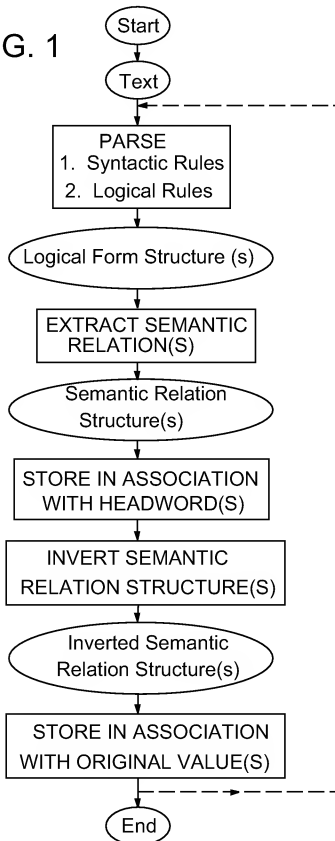 Start
G. 1
Text
PARSE
1. Syntactic Rules
2. Logical Rules
Logical Form Structure (s)
EXTRACT SEMANTIC
RELATION(S)
Semantic Relation
Structure(s)
STORE IN ASSOCIATION
WITH HEADWORD(S)
INVERT SEMANTIC
RELATION STRUCTURE(S)
Inverted Semantic
Relation Structure(s)
STORE IN ASSOCIATION
WITH ORIGINAL VALUE(S)
End